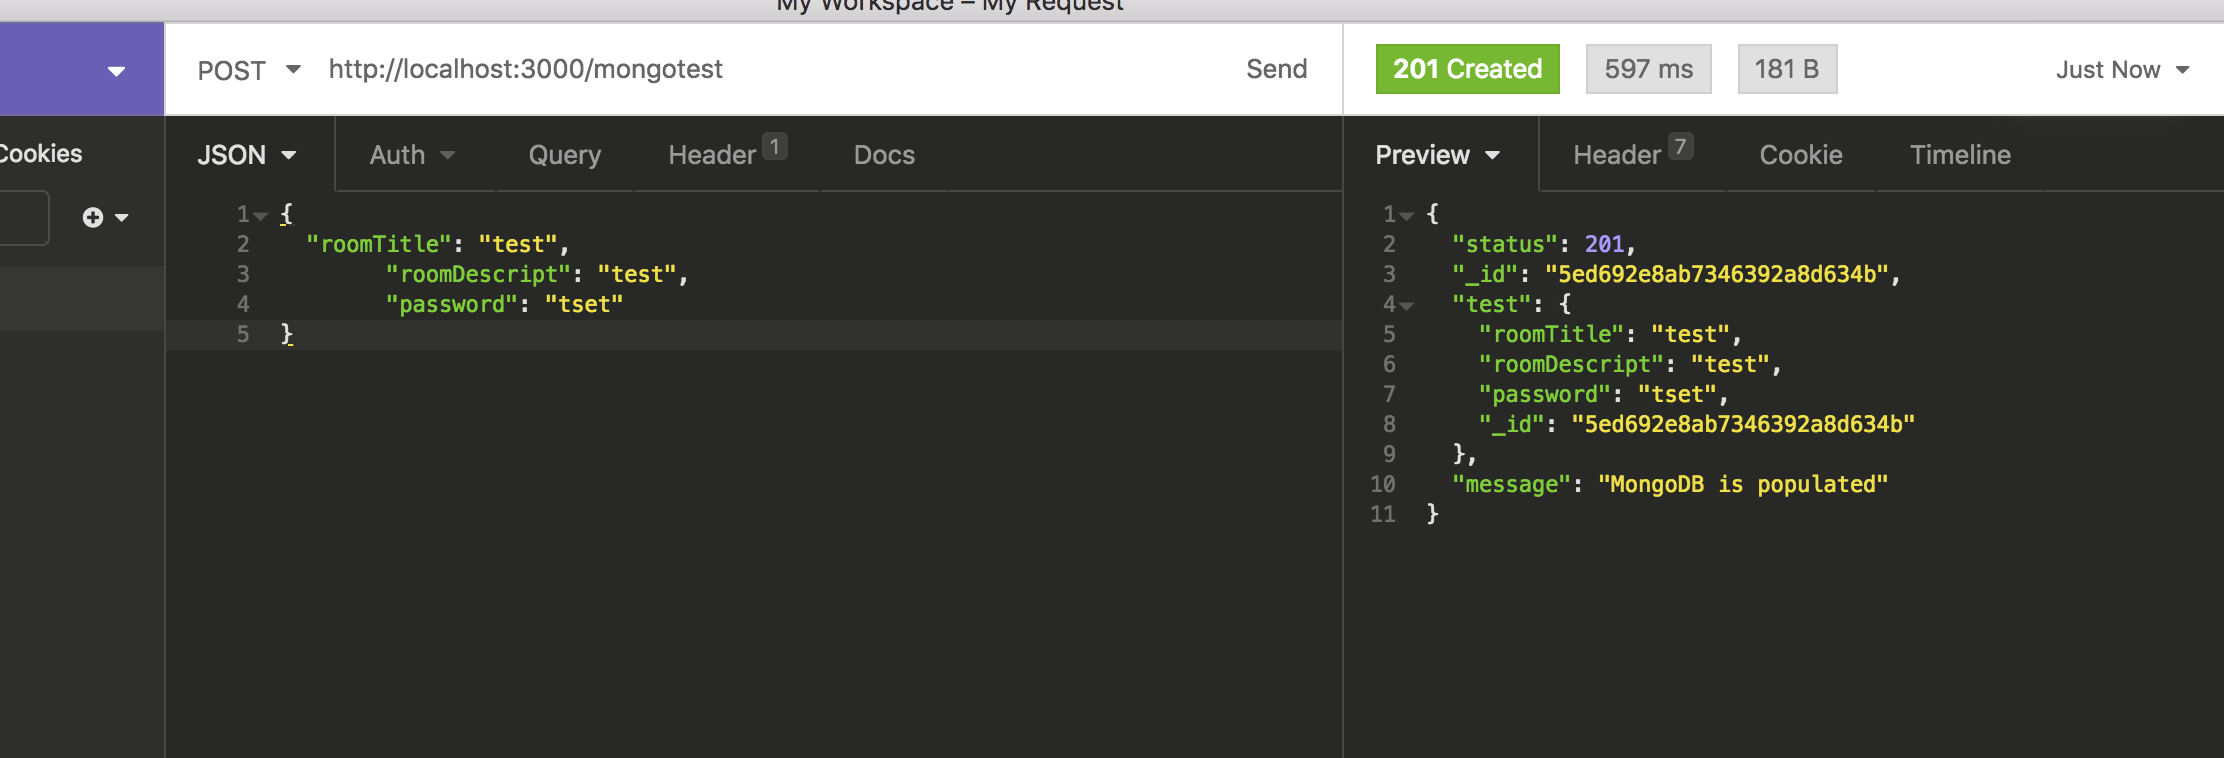 My Workspace – My Request
POST http://localhost:3000/mongotest Send 201 Created 597 ms 181 B Just Now
Cookies
JSON Auth Query Header 1 Docs
1 {
2 "roomTitle": "test",
3 "roomDescript": "test",
4 "password": "tset"
5 }
Preview Header 7 Cookie Timeline
1 {
2 "status": 201,
3 "_id": "5ed692e8ab7346392a8d634b",
4 "test": {
5 "roomTitle": "test",
6 "roomDescript": "test",
7 "password": "tset",
8 "_id": "5ed692e8ab7346392a8d634b"
9 },
10 "message": "MongoDB is populated"
11 }